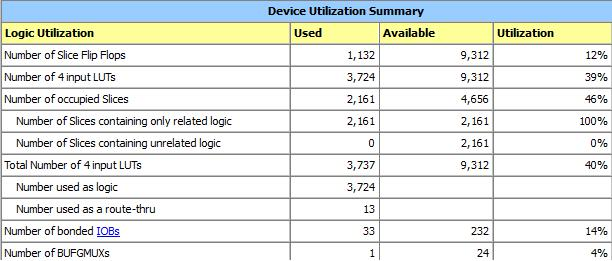 Device Utilization Summary
Logic Utilization Used Available Utilization
Number of Slice Flip Flops 1,132 9,312 12%
Number of 4 input LUTs 3,724 9,312 39%
Number of occupied Slices 2,161 4,656 46%
Number of Slices containing only related logic 2,161 2,161 100%
Number of Slices containing unrelated logic 0 2,161 0%
Total Number of 4 input LUTs 3,737 9,312 40%
Number used as logic 3,724
Number used as a route-thru 13
Number of bonded IOBs 33 232 14%
Number of BUFGMUXs 1 24 4%